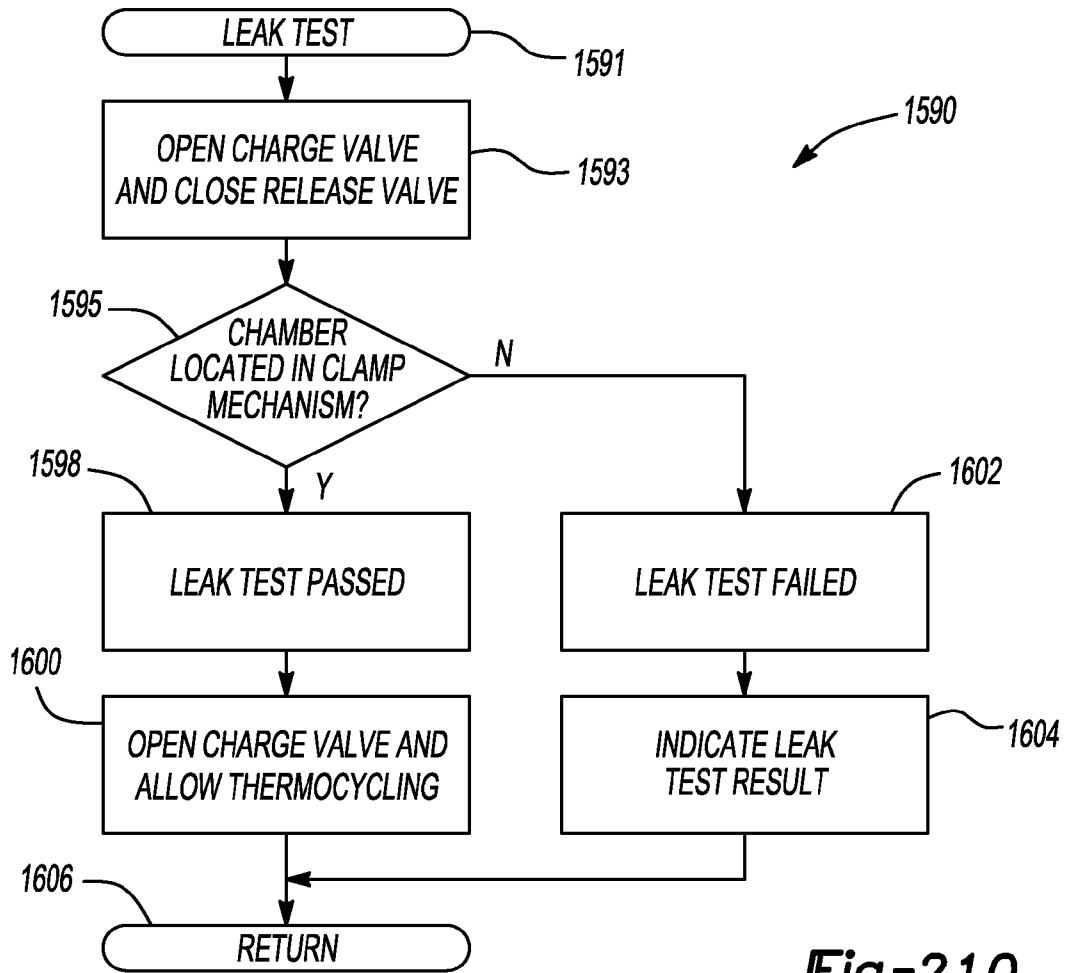 LEAK TEST
1591
1590
OPEN CHARGE VALVE
AND CLOSE RELEASE VALVE
1593
1595
CHAMBER
LOCATED IN CLAMP
MECHANISM?
N
Y
1598
1602
LEAK TEST PASSED
LEAK TEST FAILED
1600
OPEN CHARGE VALVE AND
ALLOW THERMOCYCLING
INDICATE LEAK
TEST RESULT
1604
1606
RETURN
Fig-210